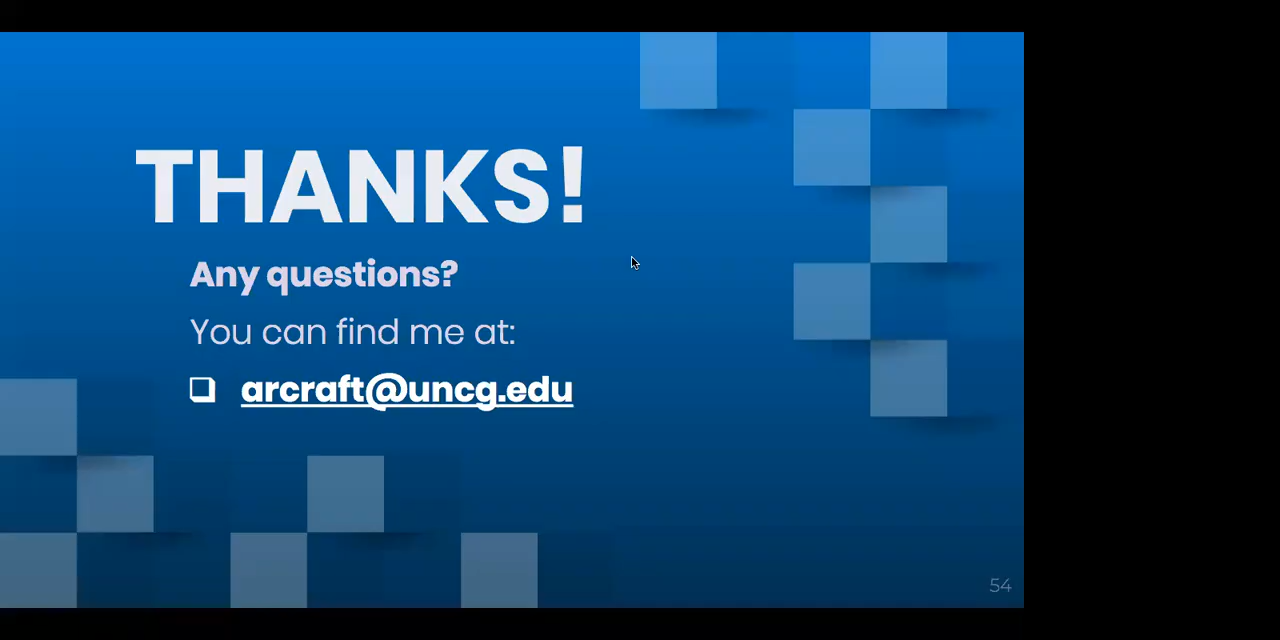 THANKS!
Any questions?
You can find me at:
❑ arcraft@uncg.edu
54